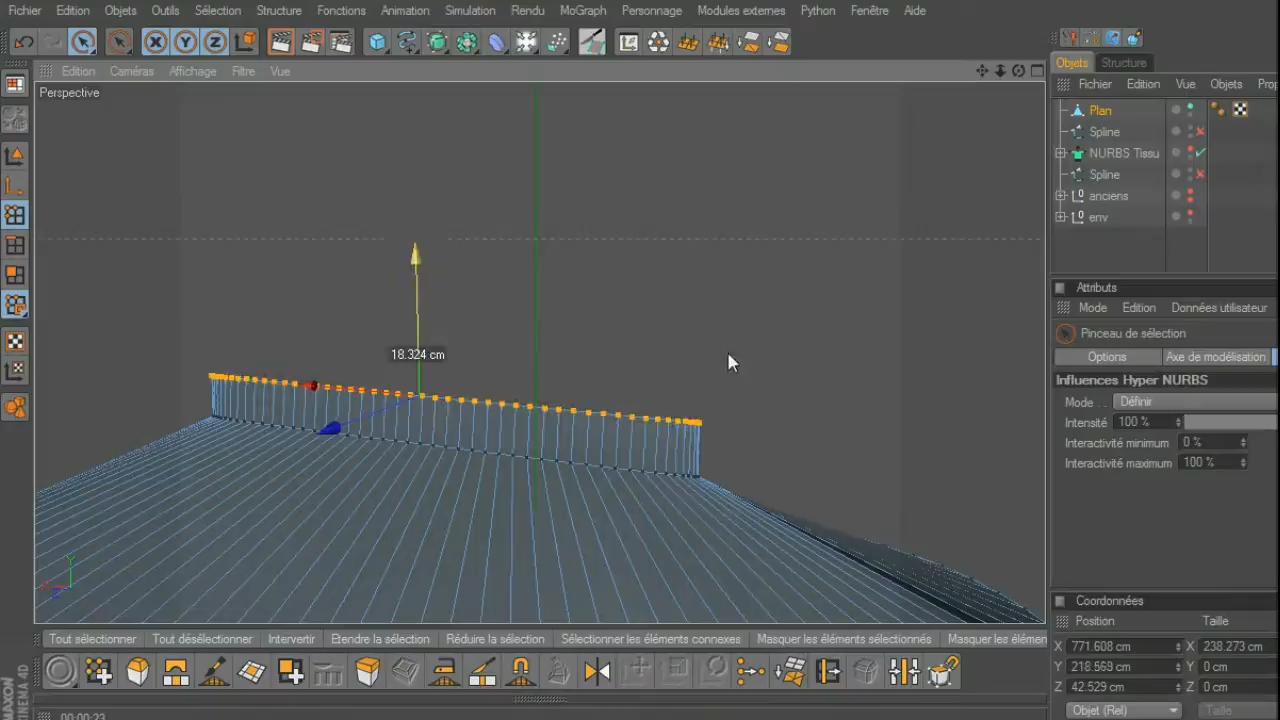 Fichier Edition Objets Outils Sélection Structure Fonctions Animation Simulation Rendu MoGraph Personnage Modules externes Python Fenêtre Aide
Edition Caméras Affichage Filtre Vue
Perspective
18.324 cm
Objets Structure
Fichier Edition Vue Objets
Plan
Spline
NURBS Tissu
Spline
anciens
env
Attributs
Mode Edition Données utilisateur
Pinceau de sélection
Options Axe de modélisation
Influences Hyper NURBS
Mode . . Définir
Intensité 100 %
Interactivité minimum 0 %
Interactivité maximum 100 %
Coordonnées
Position Taille
X 771.608 cm X 238.273 cm
Y 218.569 cm Y 0 cm
Z 42.529 cm Z 0 cm
Objet (Rel) Taille
Tout sélectionner Tout désélectionner Intervertir Etendre la sélection Réduire la sélection Sélectionner les éléments connexes Masquer les éléments sélectionnés Masquer les élémen
MAXON
CINEMA 4D
00:00:23